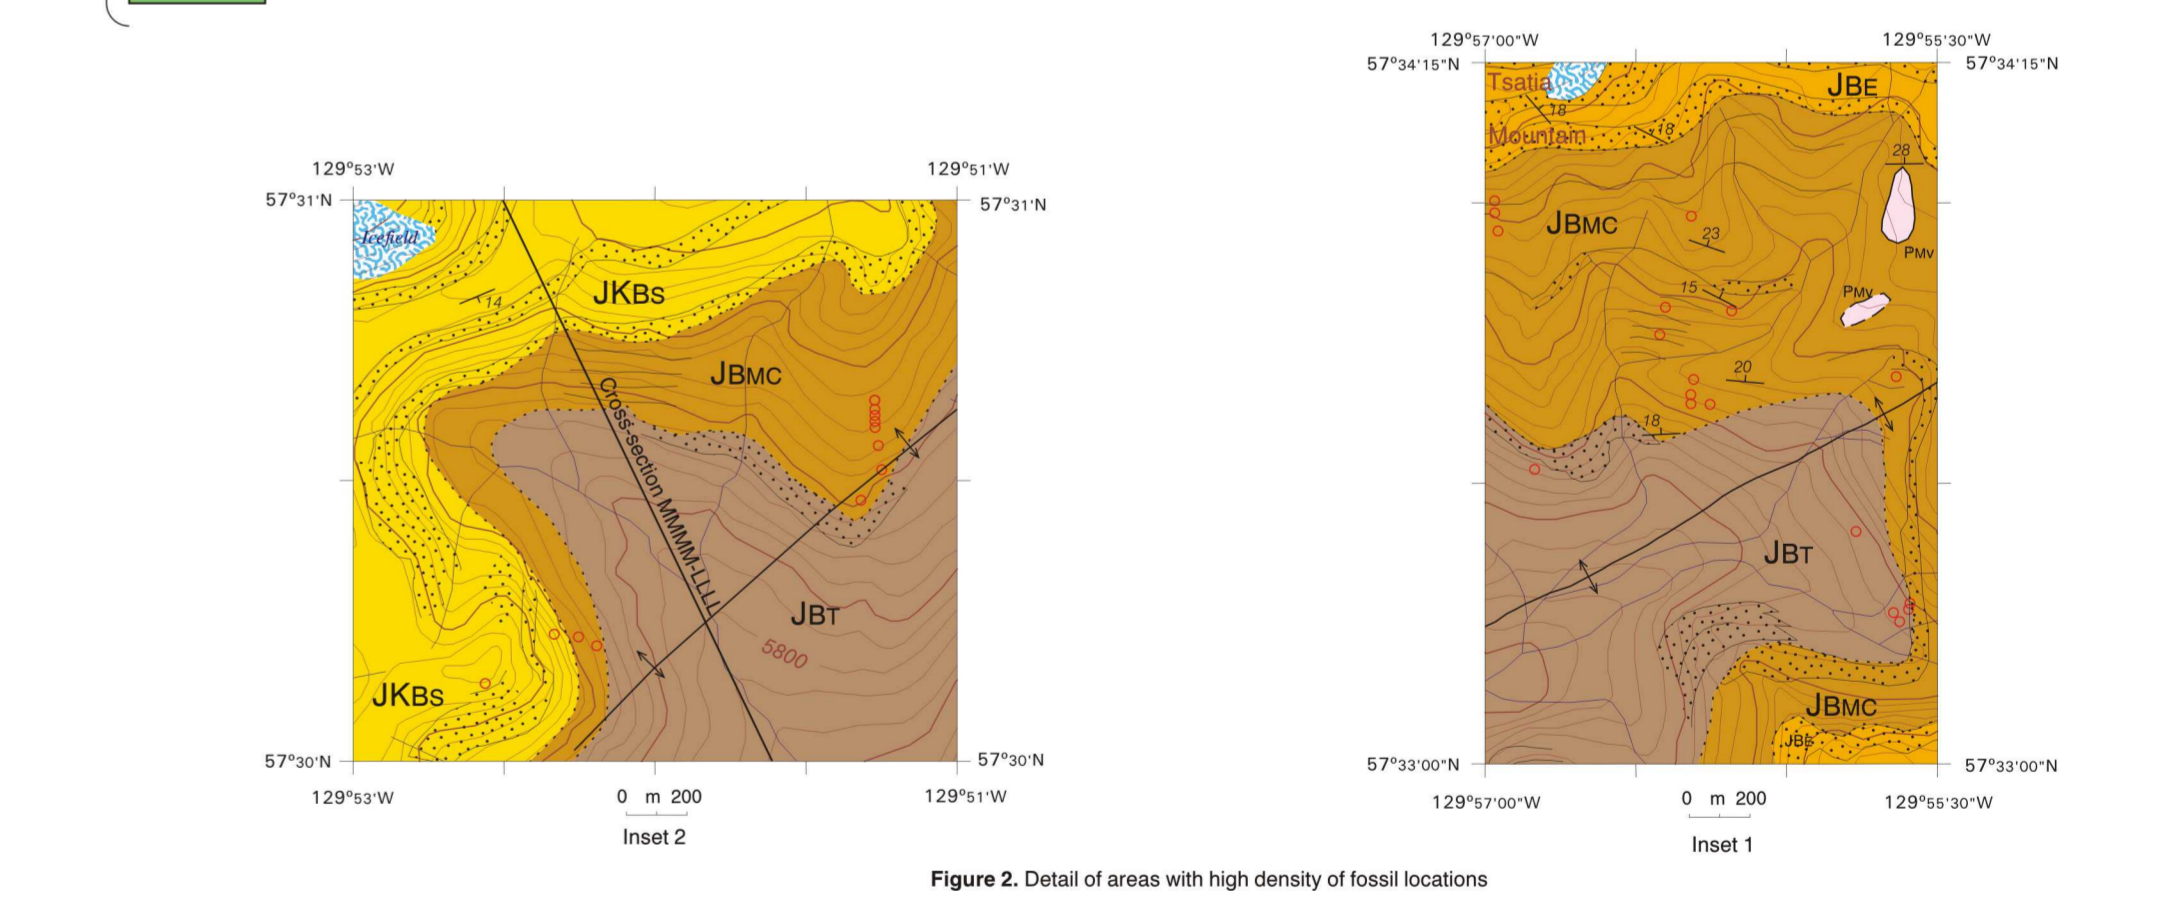 129°53'W 129°51'W
57°31'N 57°31'N
Icefield
14
JKBS
JBMC
Cross-section MMMM-LLLL
JBT
5800
JKBS
57°30'N 57°30'N
129°53'W 129°51'W
0 m 200
Inset 2
129°57'00"W 129°55'30"W
57°34'15"N 57°34'15"N
Tsatia
JBE
18
Mountain
18
28
JBMC
23
PMv
15
PMv
20
18
JBT
JBMC
JBE
57°33'00"N 57°33'00"N
129°57'00"W 129°55'30"W
0 m 200
Inset 1
Figure 2. Detail of areas with high density of fossil locations